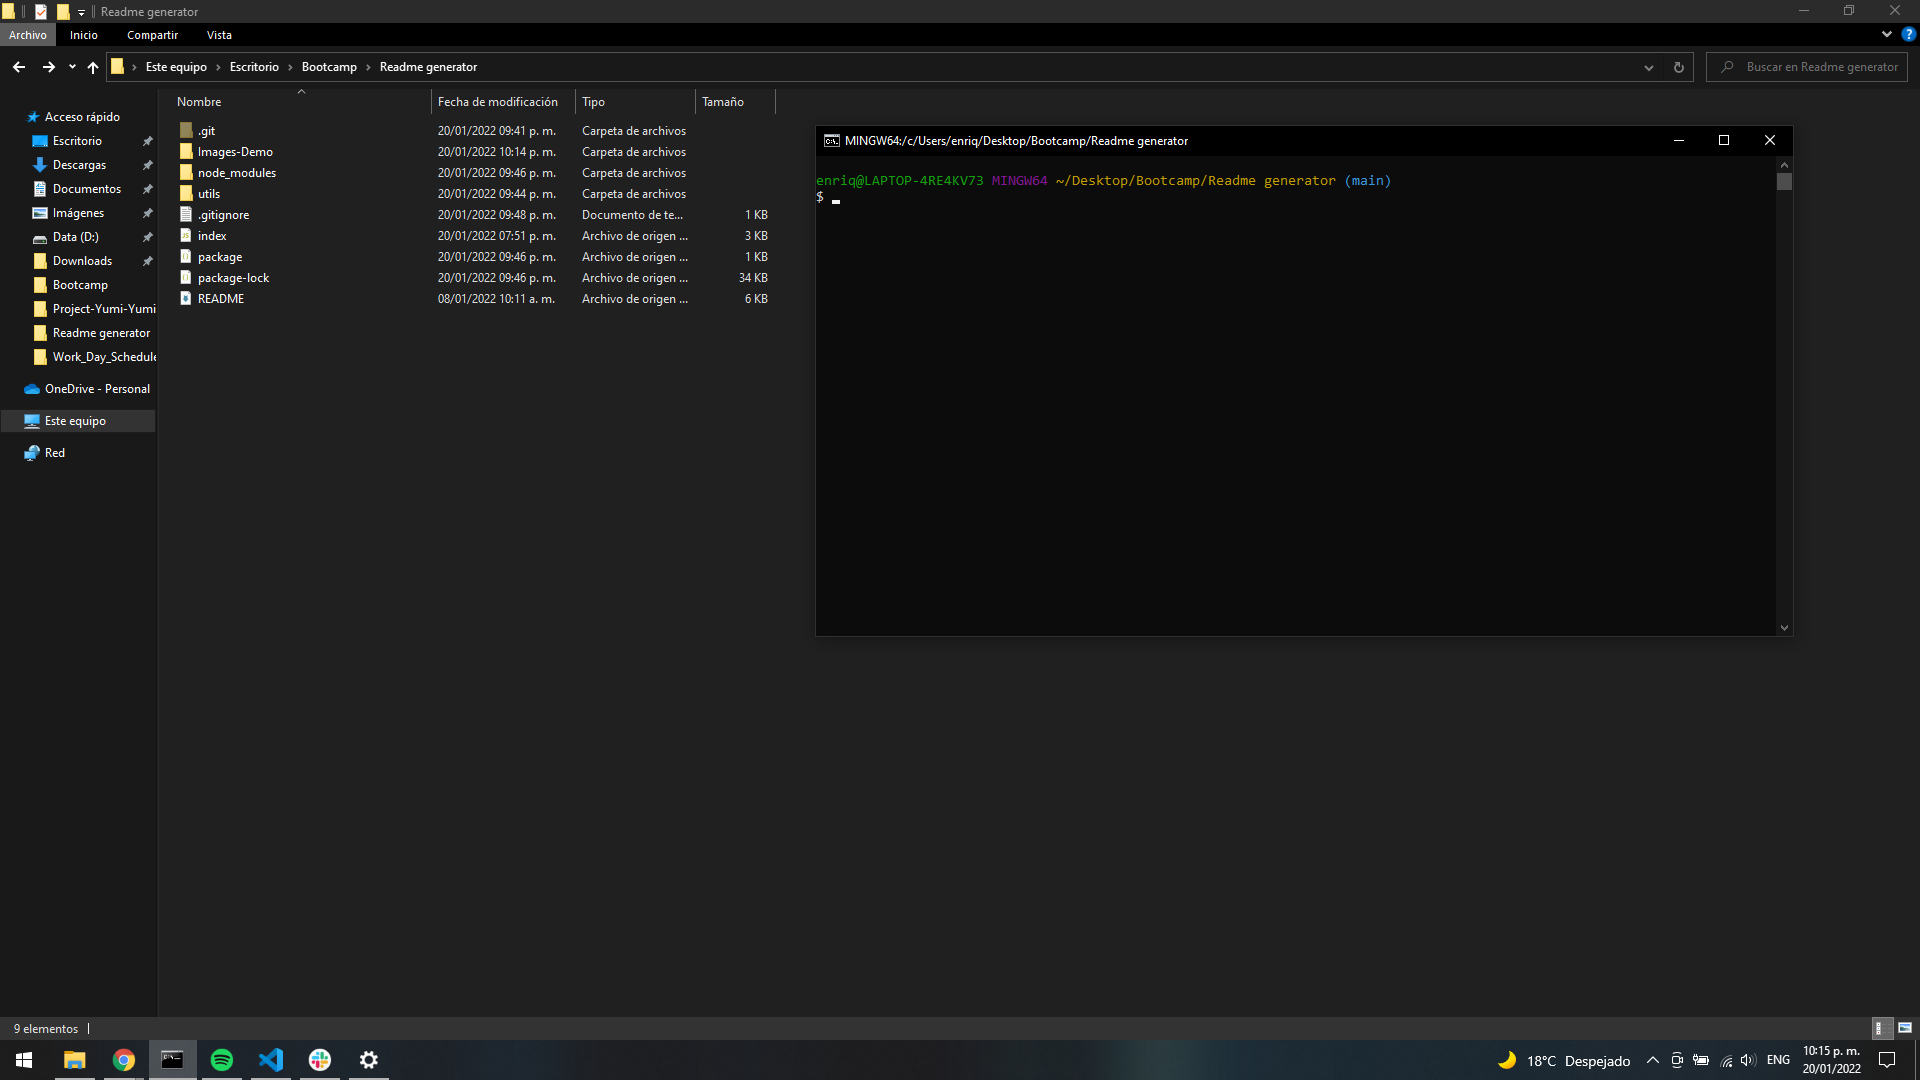 Readme generator
Archivo Inicio Compartir Vista
Este equipo Escritorio Bootcamp Readme generator
Buscar en Readme generator
Acceso rápido
Escritorio
Descargas
Documentos
Imágenes
Data (D:)
Downloads
Bootcamp
Project-Yumi-Yumi
Readme generator
Work_Day_Schedule
OneDrive - Personal
Este equipo
Red
Nombre Fecha de modificación Tipo Tamaño
.git 20/01/2022 09:41 p. m. Carpeta de archivos
Images-Demo 20/01/2022 10:14 p. m. Carpeta de archivos
node_modules 20/01/2022 09:46 p. m. Carpeta de archivos
utils 20/01/2022 09:44 p. m. Carpeta de archivos
.gitignore 20/01/2022 09:48 p. m. Documento de te... 1 KB
index 20/01/2022 07:51 p. m. Archivo de origen ... 3 KB
package 20/01/2022 09:46 p. m. Archivo de origen ... 1 KB
package-lock 20/01/2022 09:46 p. m. Archivo de origen ... 34 KB
README 08/01/2022 10:11 a. m. Archivo de origen ... 6 KB
MINGW64:/c/Users/enriq/Desktop/Bootcamp/Readme generator
enriq@LAPTOP-4RE4KV73 MINGW64 ~/Desktop/Bootcamp/Readme generator (main)
$
9 elementos
18°C Despejado
ENG
10:15 p. m.
20/01/2022